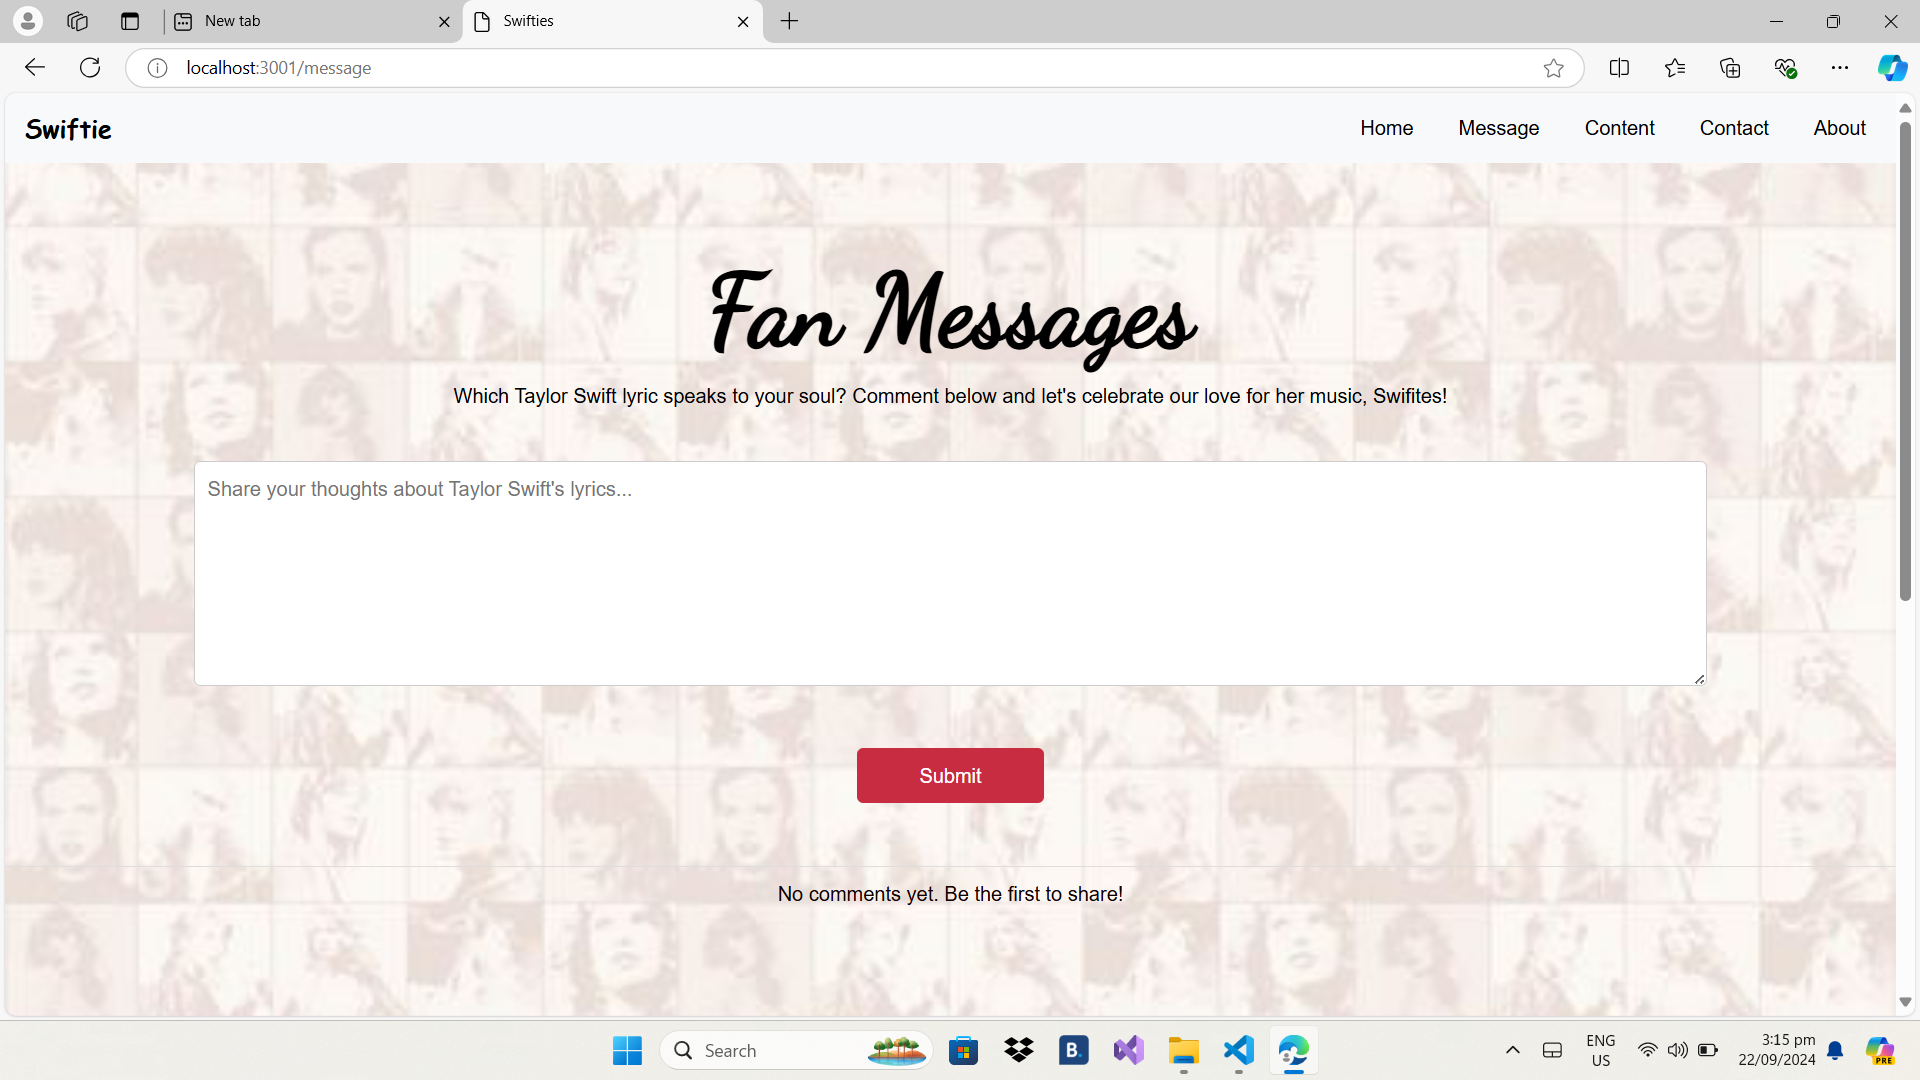 New tab
Swifties
localhost:3001/message
Swiftie
Home
Message
Content
Contact
About
Fan Messages
Which Taylor Swift lyric speaks to your soul? Comment below and let's celebrate our love for her music, Swifites!
Share your thoughts about Taylor Swift's lyrics...
Submit
No comments yet. Be the first to share!
Search
B.
ENG
US
3:15 pm
22/09/2024
PRE